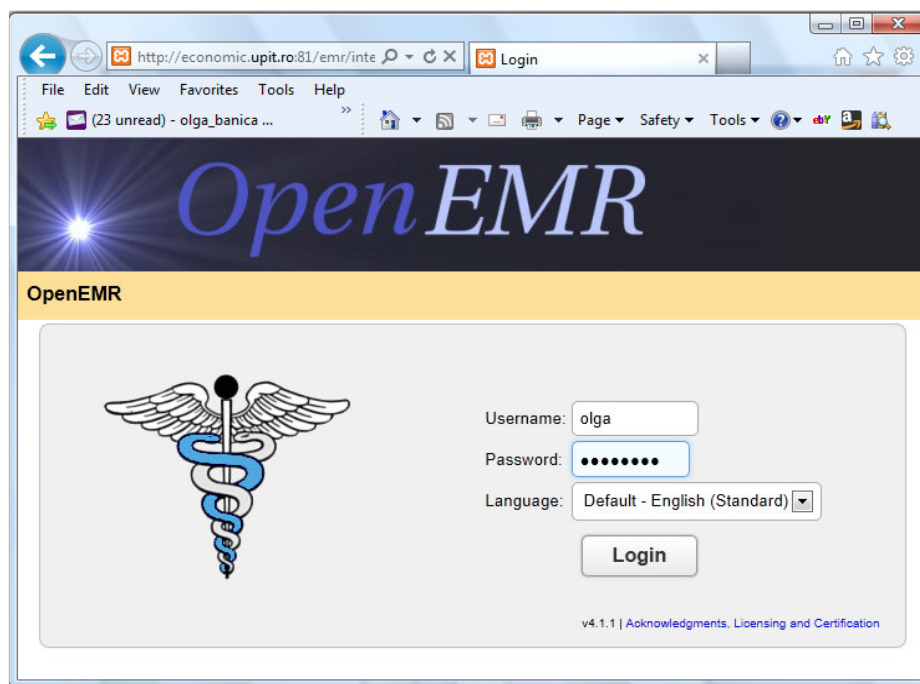 http://economic.upit.ro:81/emr/inte
Login
File Edit View Favorites Tools Help
(23 unread) - olga_banica ... » Page Safety Tools ebY a
OpenEMR
OpenEMR
Username: olga
Password: ••••••••
Language: Default - English (Standard)
Login
v4.1.1 | Acknowledgments, Licensing and Certification